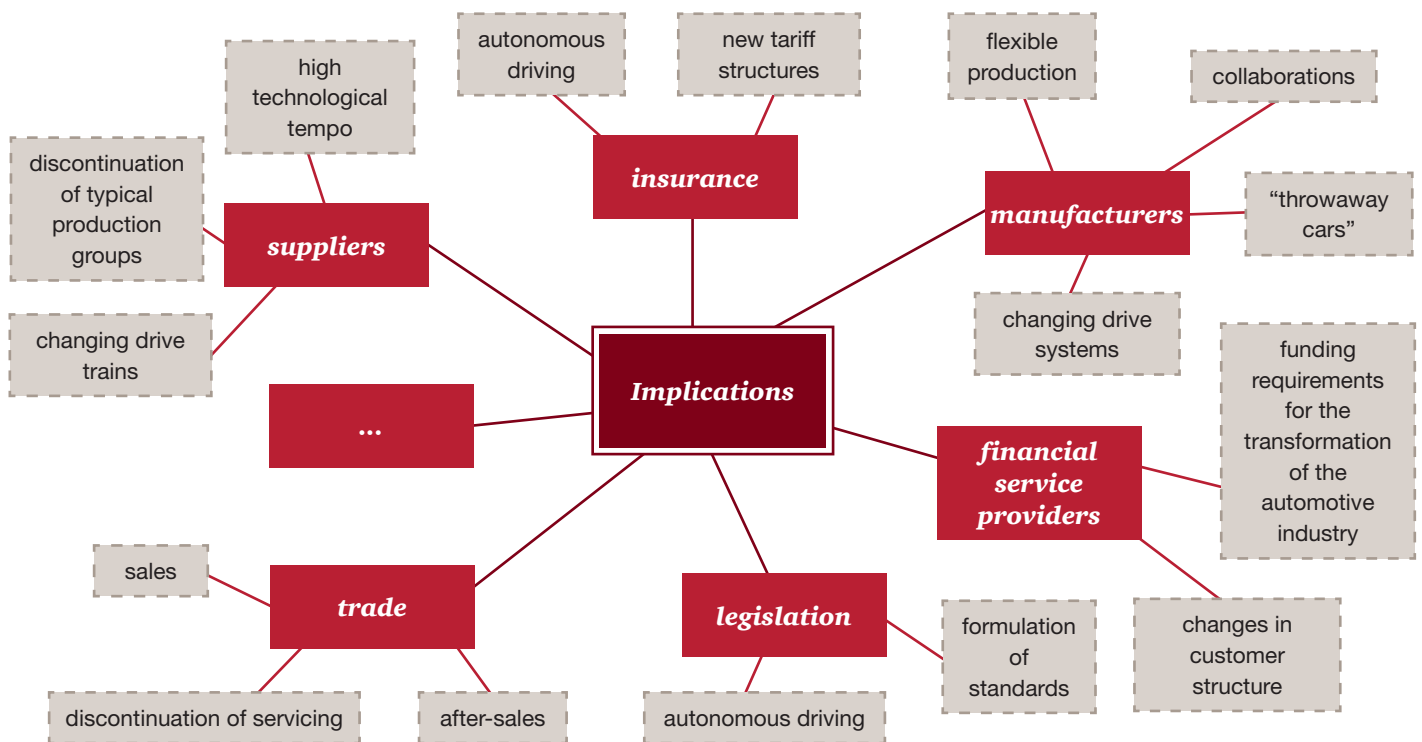 autonomous
driving
new tariff
structures
flexible
production
collaborations
high
technological
tempo
discontinuation
of typical
production
groups
insurance
manufacturers
“throwaway
cars”
suppliers
changing drive
trains
changing drive
systems
Implications
...
funding
requirements
for the
transformation
of the
automotive
industry
financial
service
providers
sales
trade
legislation
formulation
of
standards
changes in
customer
structure
discontinuation of servicing
after-sales
autonomous driving